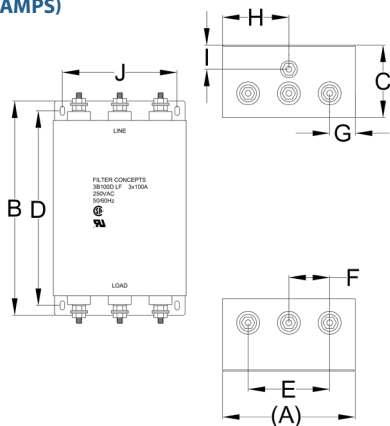 AMPS)
H
J
I
C
G
LINE
B
D
FILTER CONCEPTS
3B100D LF 3x100A
250VAC
50/60Hz
LOAD
F
E
(A)